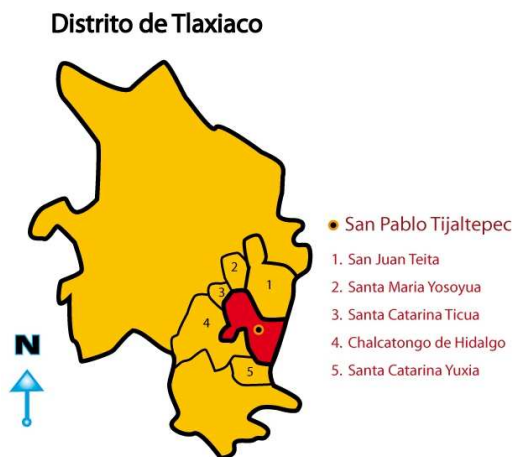 Distrito de Tlaxiaco
San Pablo Tijaltepec
1. San Juan Teita
2. Santa Maria Yosoyua
3. Santa Catarina Ticua
4. Chalcatongo de Hidalgo
5. Santa Catarina Yuxia
2
1
3
4
5
N